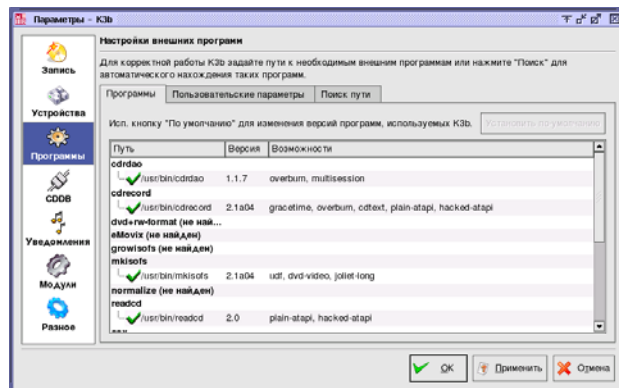 Параметры - K3b
Настройки внешних программ
Для корректной работы K3b задайте пути к необходимым внешним программам или нажмите "Поиск" для
автоматического нахождения таких программ.
Запись
Устройства
Программы
CDDB
Уведомления
Модули
Разное
Программы Пользовательские параметры Поиск пути
Исп. кнопку "По умолчанию" для изменения версий программ, используемых K3b. Установить по умолчанию
Путь Версия Возможности
cdrdao
/usr/bin/cdrdao 1.1.7 overburn, multisession
cdrecord
/usr/bin/cdrecord 2.1a04 gracetime, overburn, cdtext, plain-atapi, hacked-atapi
dvd+rw-format (не най...
eMovix (не найден)
growisofs (не найден)
mkisofs
/usr/bin/mkisofs 2.1a04 udf, dvd-video, joliet-long
normalize (не найден)
readcd
/usr/bin/readcd 2.0 plain-atapi, hacked-atapi
OK Применить Отмена